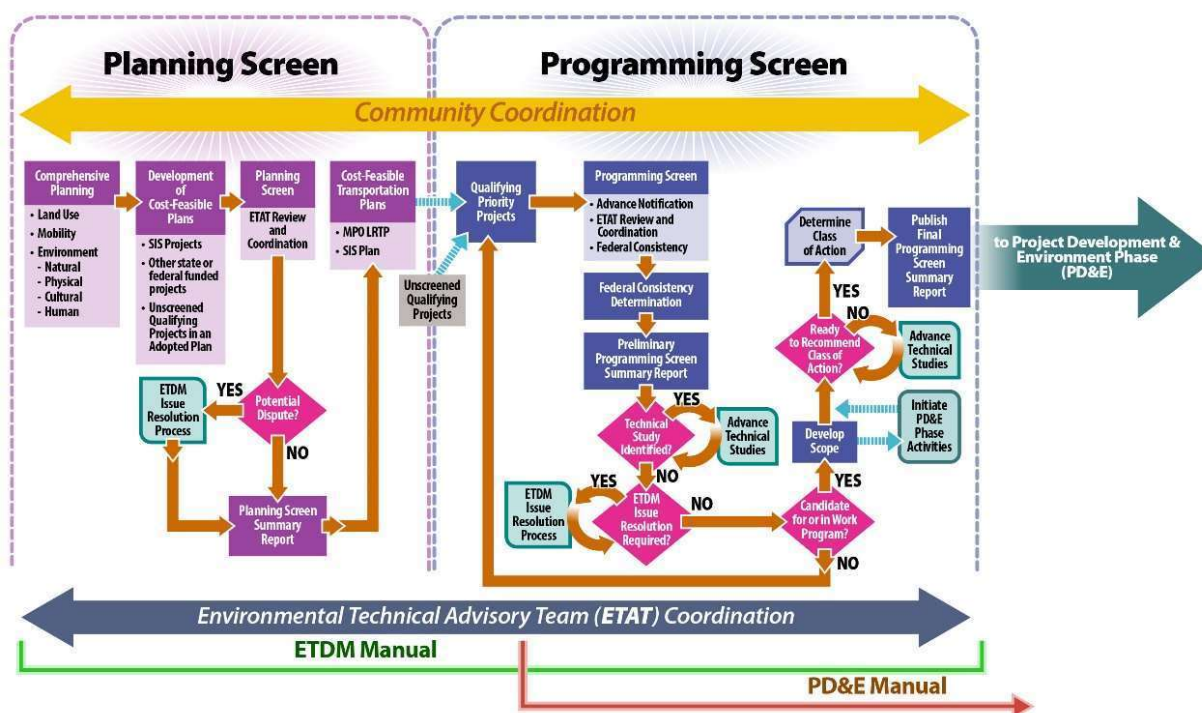 Planning Screen
Programming Screen
Community Coordination
Comprehensive
Planning
• Land Use
• Mobility
• Environment
- Natural
- Physical
- Cultural
- Human
Development
of
Cost-Feasible
Plans
• SIS Projects
• Other state or
federal funded
projects
• Unscreened
Qualifying
Projects in an
Adopted Plan
Planning
Screen
ETAT Review
and
Coordination
Cost-Feasible
Transportation
Plans
• MPO LRTP
• SIS Plan
Potential
Dispute?
YES
NO
ETDM
Issue
Resolution
Process
Planning Screen
Summary
Report
Qualifying
Priority
Projects
Unscreened
Qualifying
Projects
Programming Screen
• Advance Notification
• ETAT Review and
Coordination
• Federal Consistency
Federal Consistency
Determination
Preliminary
Programming Screen
Summary Report
Technical
Study
Identified?
YES
NO
Advance
Technical
Studies
ETDM
Issue
Resolution
Required?
YES
NO
ETDM
Issue
Resolution
Process
Candidate
for or in Work
Program?
YES
NO
Develop
Scope
Initiate
PD&E
Phase
Activities
Ready
to Recommend
Class of
Action?
YES
NO
Advance
Technical
Studies
Determine
Class
of Action
Publish
Final
Programming
Screen
Summary
Report
to Project Development &
Environment Phase
(PD&E)
Environmental Technical Advisory Team (ETAT) Coordination
ETDM Manual
PD&E Manual